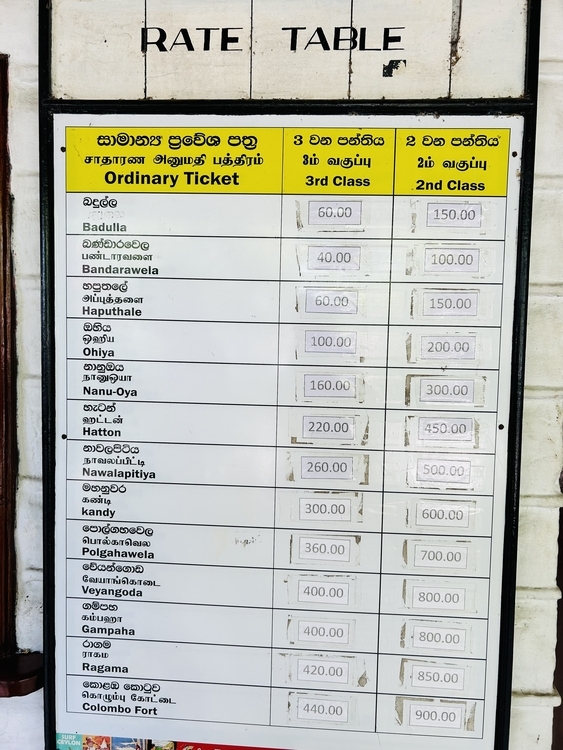 RATE TABLE
සාමාන්‍ය ප්‍රවේශ පත්‍ර 3 වන පන්තිය 2 වන පන්තිය
சாதாரண அனுமதி பத்திரம் 3ம் வகுப்பு 2ம் வகுப்பு
Ordinary Ticket 3rd Class 2nd Class
බදුල්ල
Badulla 60.00 150.00
බණ්ඩාරවෙල
பண்டாரவளை
Bandarawela 40.00 100.00
හපුතලේ
அப்புத்தளை
Haputhale 60.00 150.00
ඔහිය
ஒஹிய
Ohiya 100.00 200.00
නානුඔය
நானுஓயா
Nanu-Oya 160.00 300.00
හැටන්
ஹட்டன்
Hatton 220.00 450.00
නාවලපිටිය
நாவலப்பிட்டி
Nawalapitiya 260.00 500.00
මහනුවර
கண்டி
kandy 300.00 600.00
පොල්ගහවෙල
பொல்காவெல
Polgahawela 360.00 700.00
වේයන්ගොඩ
வேயாங்கொடை
Veyangoda 400.00 800.00
ගම්පහ
கம்பஹா
Gampaha 400.00 800.00
රාගම
ராகம
Ragama 420.00 850.00
කොළඹ කොටුව
கொழும்பு கோட்டை
Colombo Fort 440.00 900.00
SURF
CEYLON